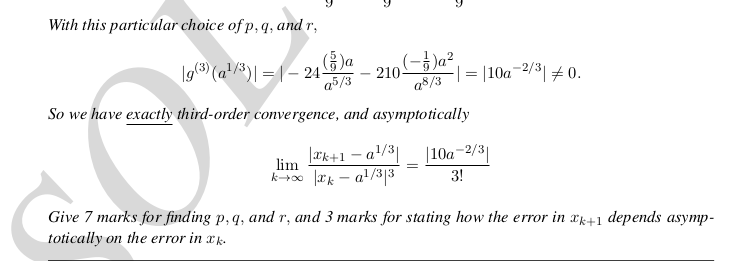 With this particular choice of p, q, and r,
|g^{(3)}(a^{1/3})| = | − 24 \frac{(\frac{5}{9})a}{a^{5/3}} − 210 \frac{(−\frac{1}{9})a^2}{a^{8/3}} | = |10a^{−2/3}| ≠ 0.
So we have exactly third-order convergence, and asymptotically
\lim_{k→∞} \frac{|x_{k+1} − a^{1/3}|}{|x_k − a^{1/3}|^3} = \frac{|10a^{−2/3}|}{3!}
Give 7 marks for finding p, q, and r, and 3 marks for stating how the error in x_{k+1} depends asymp-
totically on the error in x_k.
SOL